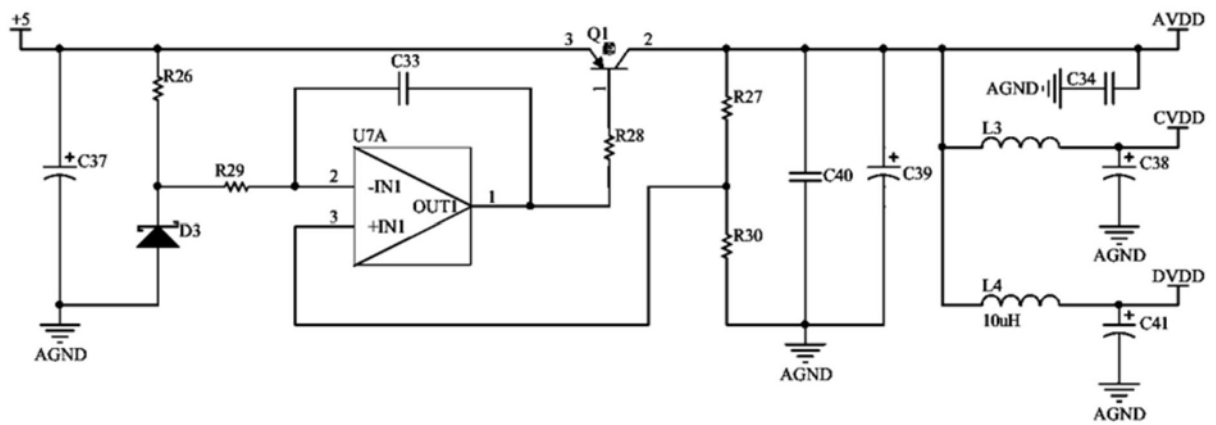 +5
Q1
AVDD
3
2
C33
R26
1
AGND
C34
R27
CVDD
U7A
R28
L3
C37
R29
C38
2
-IN1
C40
C39
OUT1
1
3
+IN1
D3
R30
AGND
L4
DVDD
10uH
C41
AGND
AGND
AGND